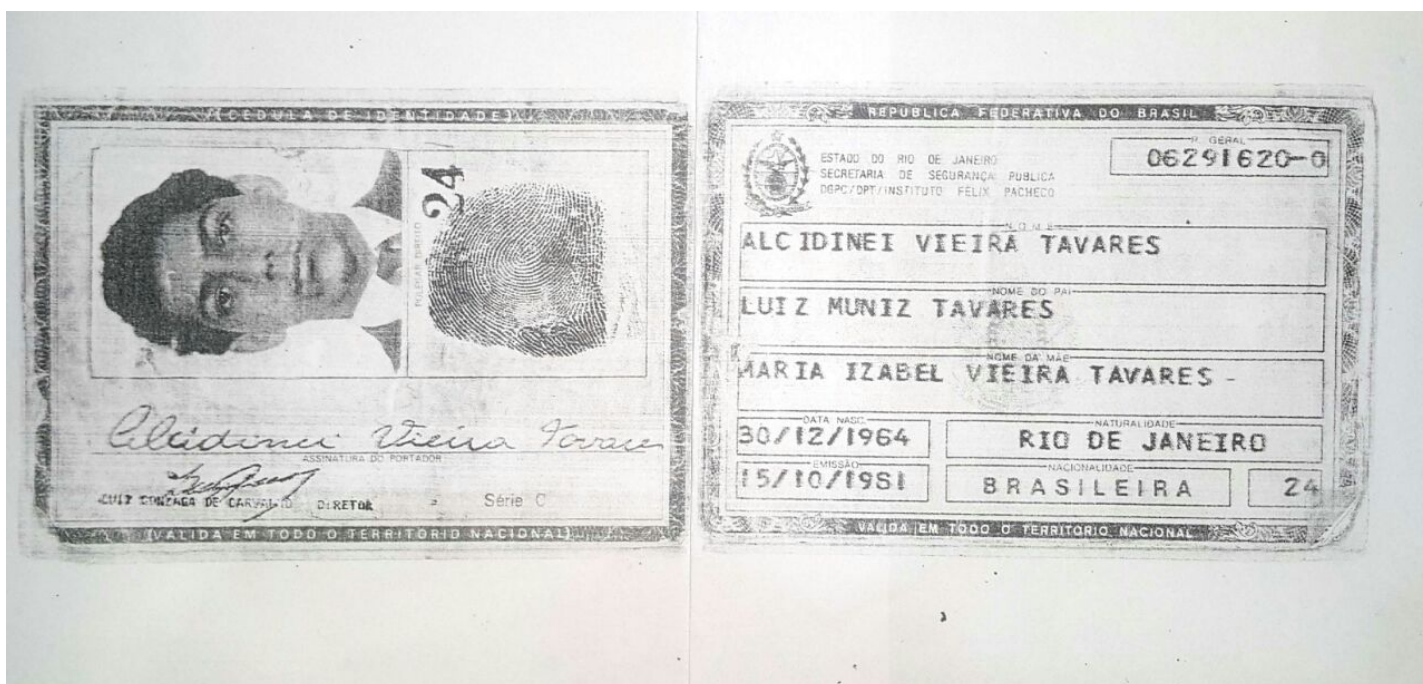 CEDULA DE IDENTIDADE
24
POLEGAR DIREITO
Alcidinei Vieira Tavares
ASSINATURA DO PORTADOR
LUIZ GONZAGA DE CARVALHO DIRETOR
Série C
VALIDA EM TODO O TERRITORIO NACIONAL
REPUBLICA FEDERATIVA DO BRASIL
R. GERAL
06291620-0
ESTADO DO RIO DE JANEIRO
SECRETARIA DE SEGURANÇA PUBLICA
DGPC/DPT/INSTITUTO FELIX PACHECO
NOME
ALCIDINEI VIEIRA TAVARES
NOME DO PAI
LUIZ MUNIZ TAVARES
NOME DA MÃE
MARIA IZABEL VIEIRA TAVARES -
DATA NASC.
30/12/1964
NATURALIDADE
RIO DE JANEIRO
EMISSÃO
15/10/1981
NACIONALIDADE
BRASILEIRA
24
VALIDA EM TODO O TERRITORIO NACIONAL